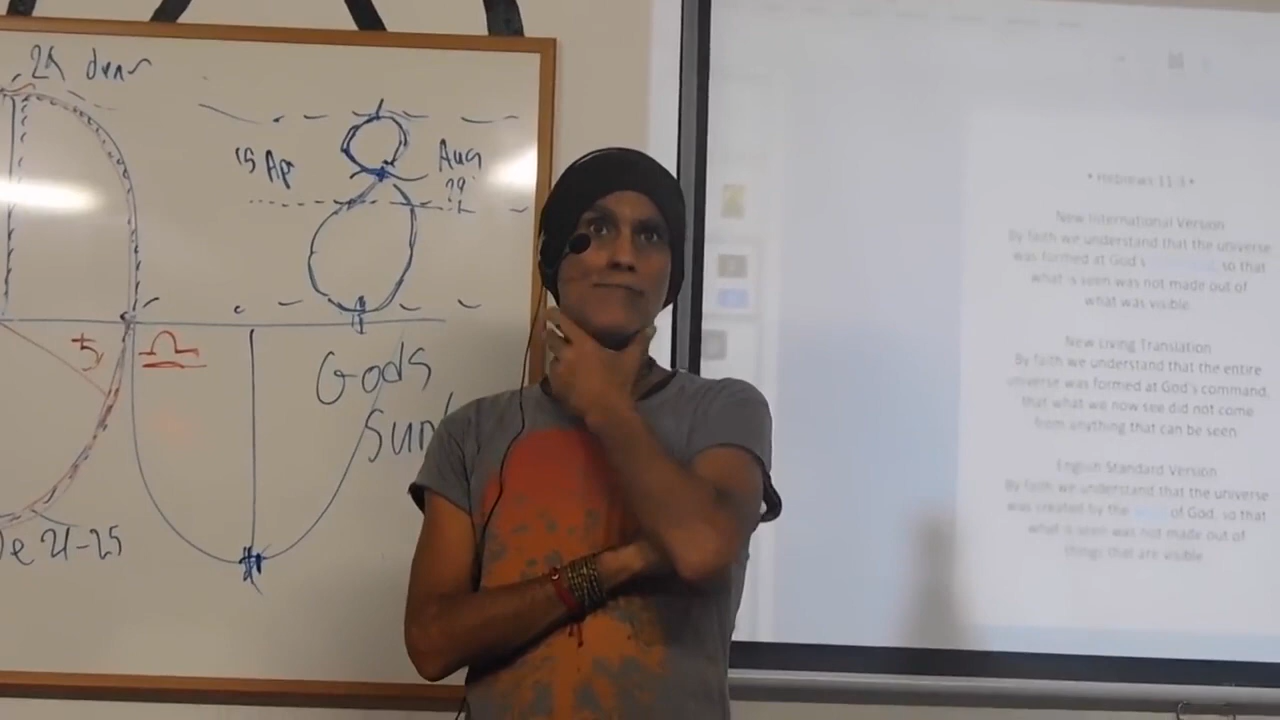 24
15 Ap
Aug
29
Gods
Sun
5
De 21-25
* Hebrews 11:3 *
New International Version
By faith we understand that the universe
was formed at God's so that
what is seen was not made out of
what was visible.
New Living Translation
By faith we understand that the entire
universe was formed at God's command,
that what we now see did not come
from anything that can be seen.
English Standard Version
By faith we understand that the universe
was created by the word of God, so that
what is seen was not made out of
things that are visible.